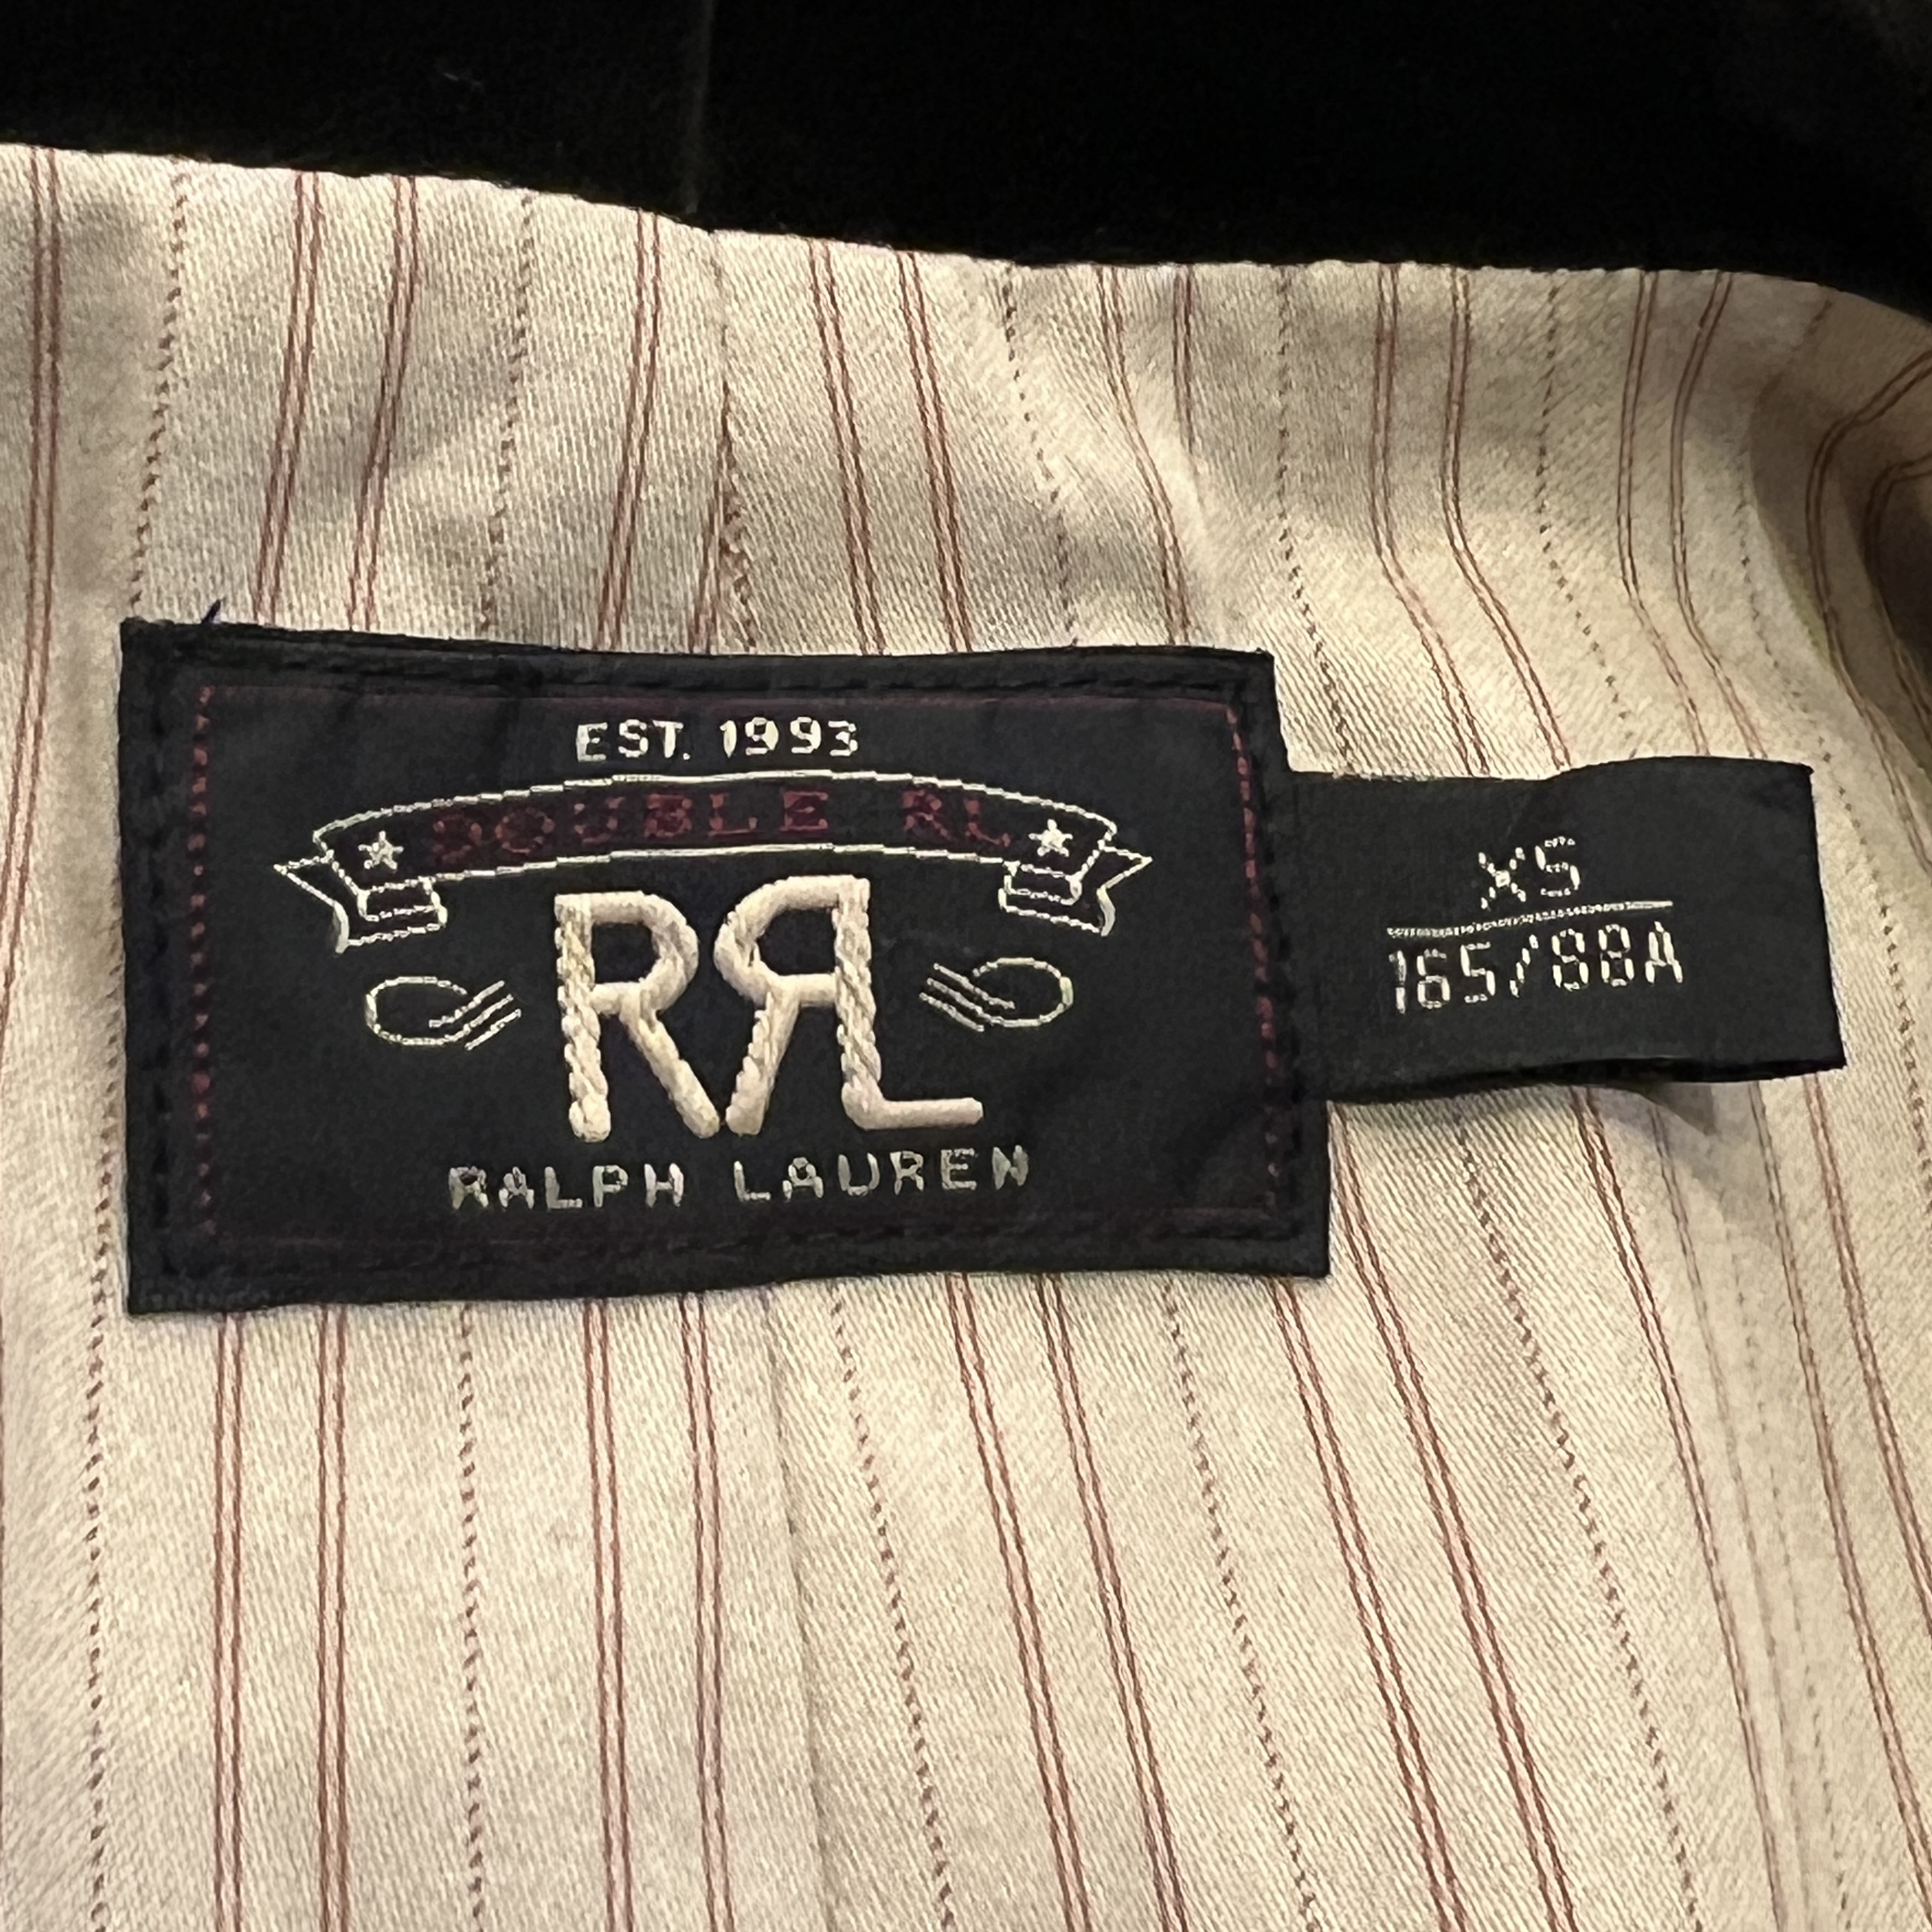 EST. 1993
DOUBLE RL
RRL
RALPH LAUREN
XS
165/88A